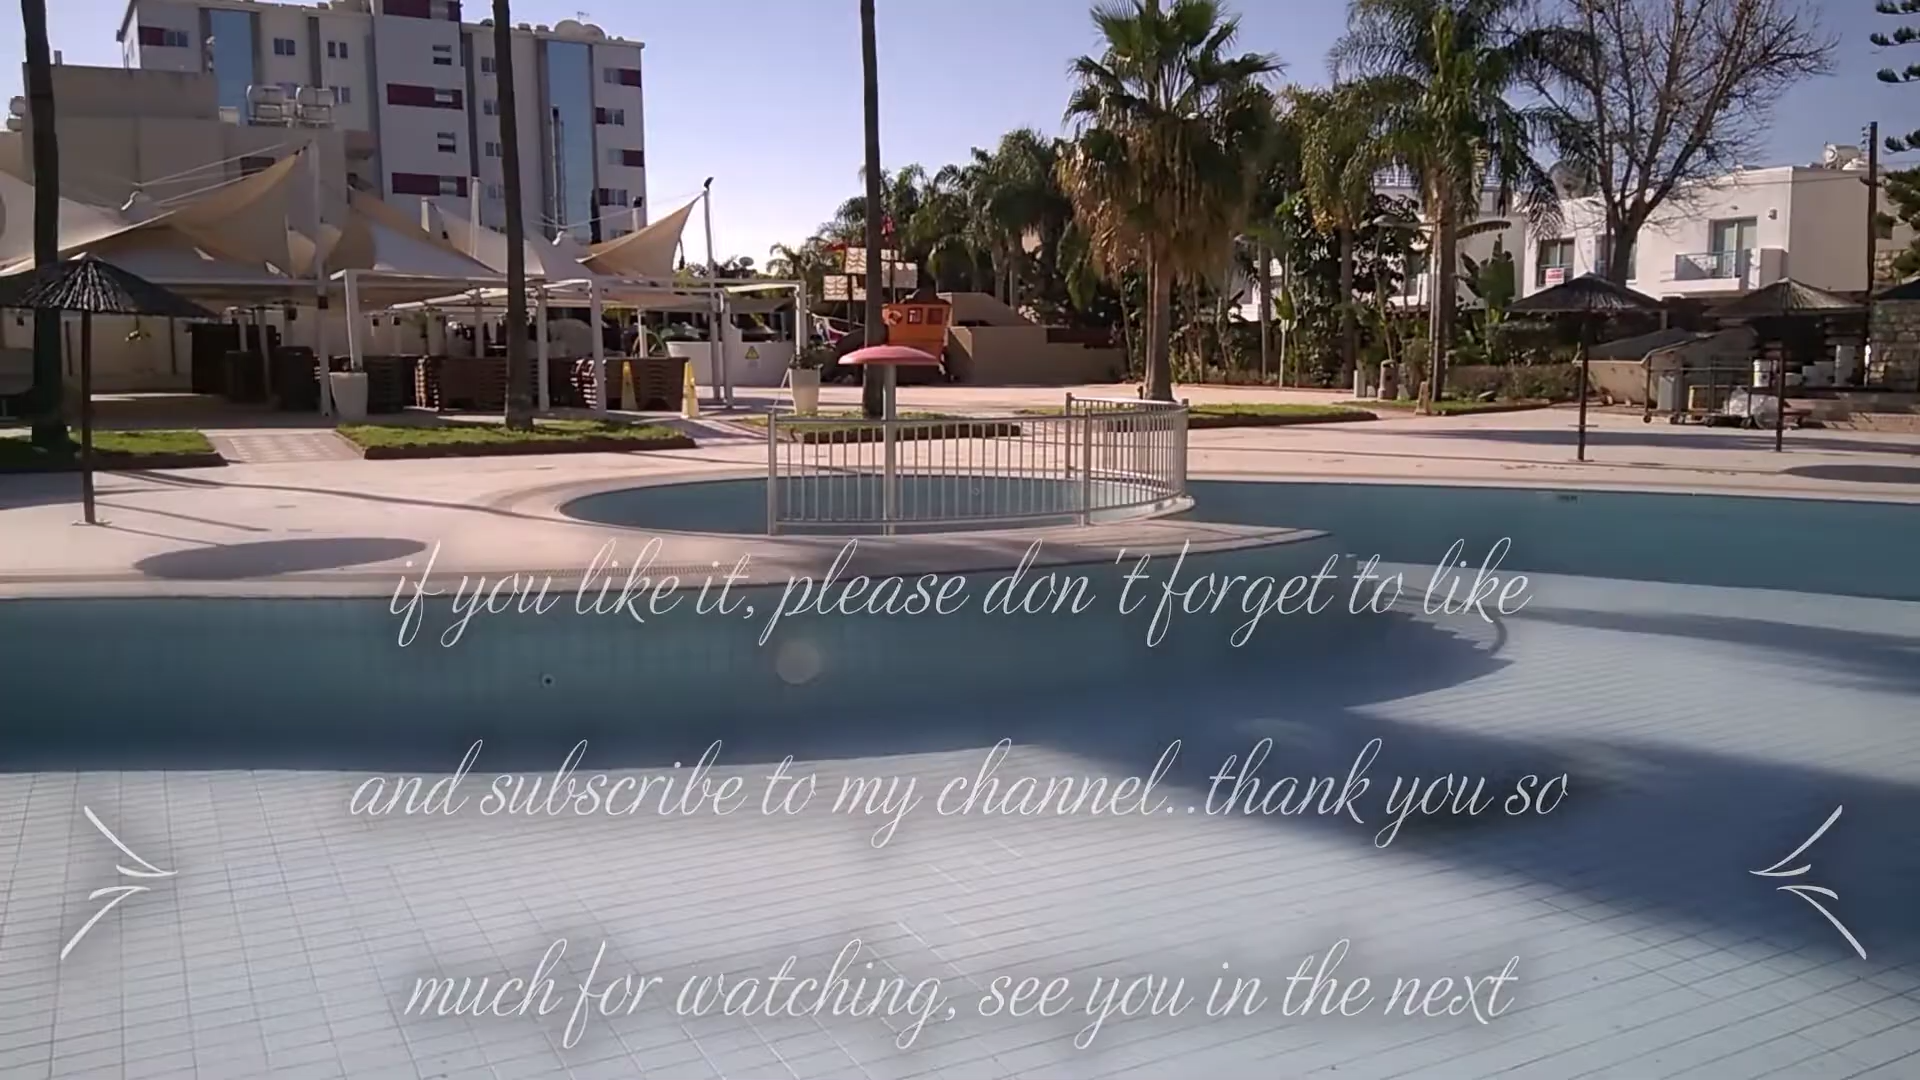 if you like it, please don't forget to like
and subscribe to my channel..thank you so
much for watching, see you in the next